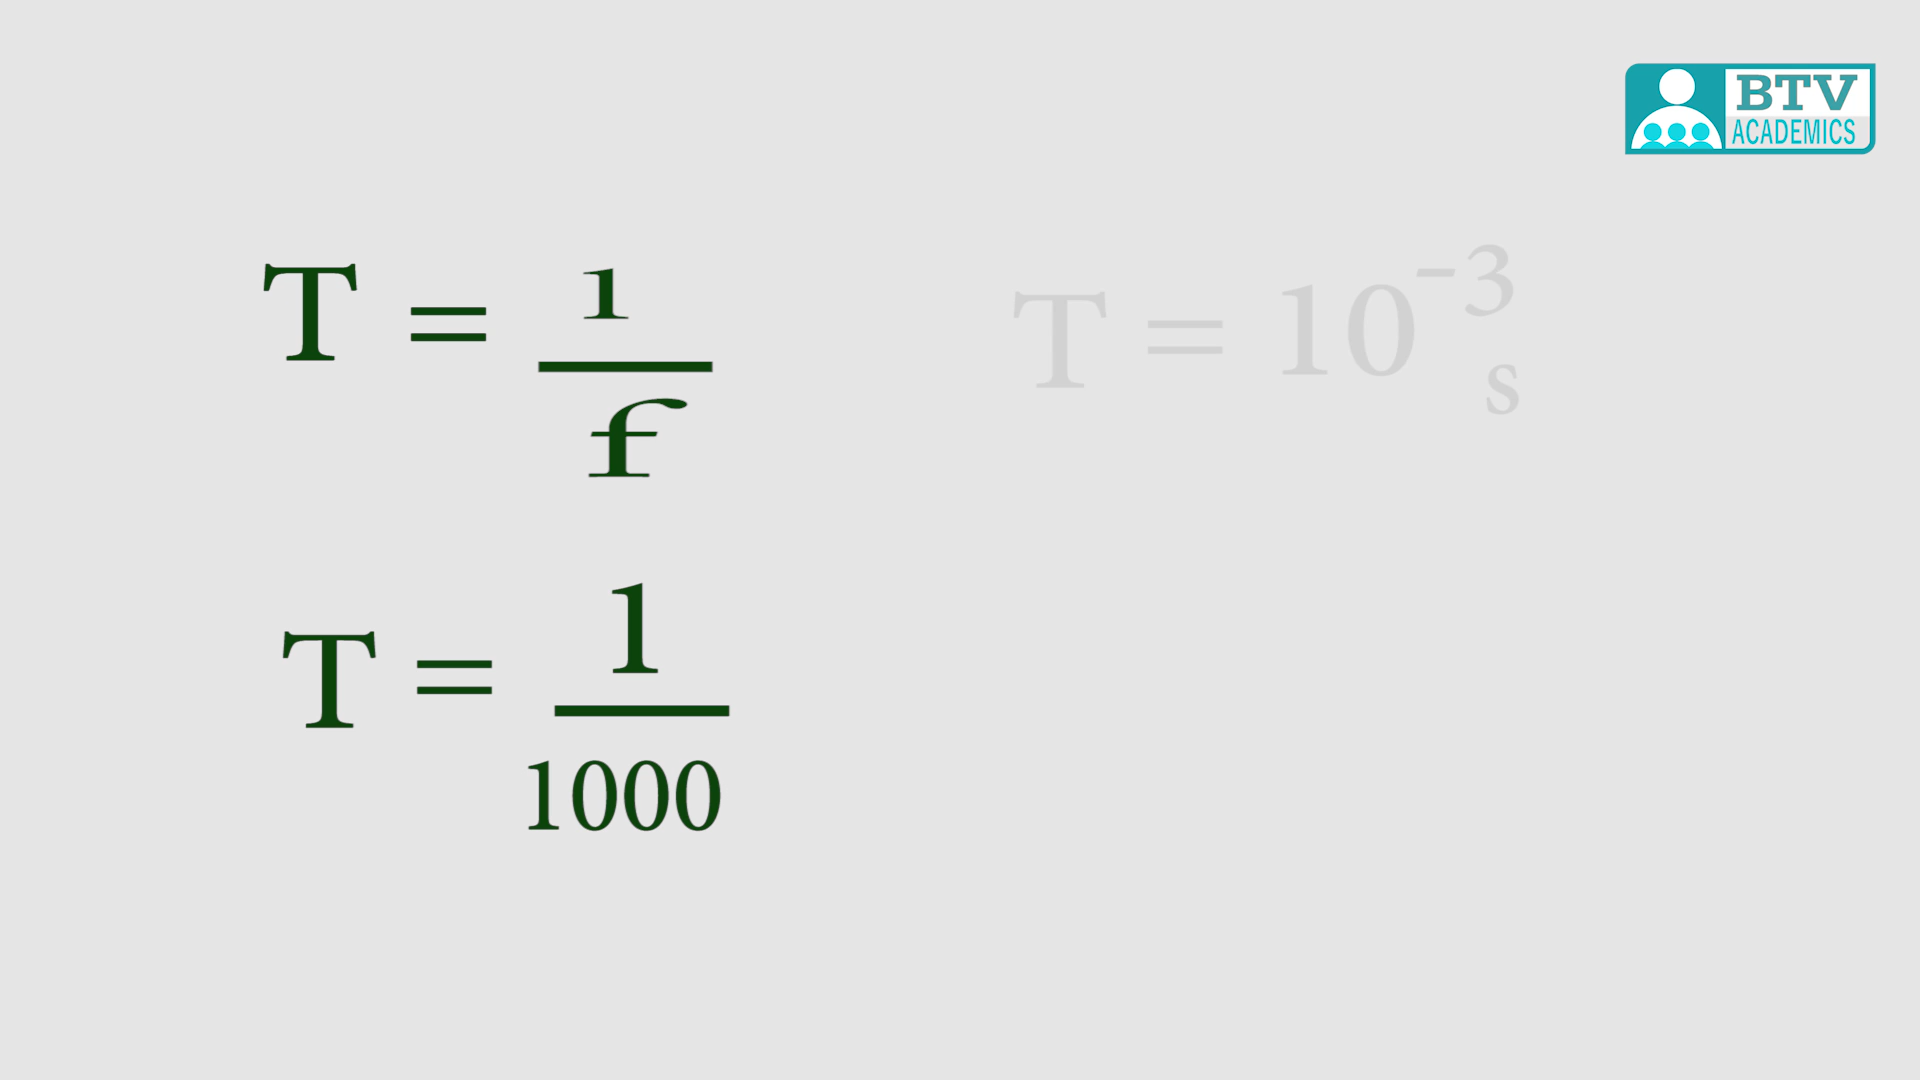 BTV
ACADEMICS
T = 1/f
T = 10⁻³ s
T = 1/1000